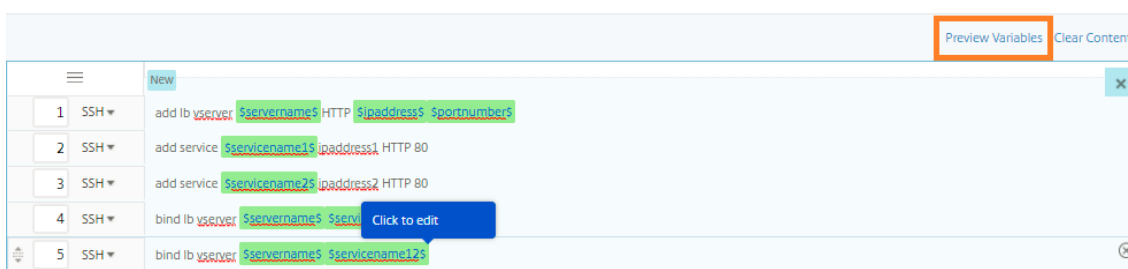 Preview Variables Clear Content
New
1 SSH add lb vserver $servername$ HTTP $ipaddress$ $portnumber$
2 SSH add service $servicename1$ ipaddress1 HTTP 80
3 SSH add service $servicename2$ ipaddress2 HTTP 80
4 SSH bind lb vserver $servername$ $servi
Click to edit
5 SSH bind lb vserver $servername$ $servicename12$